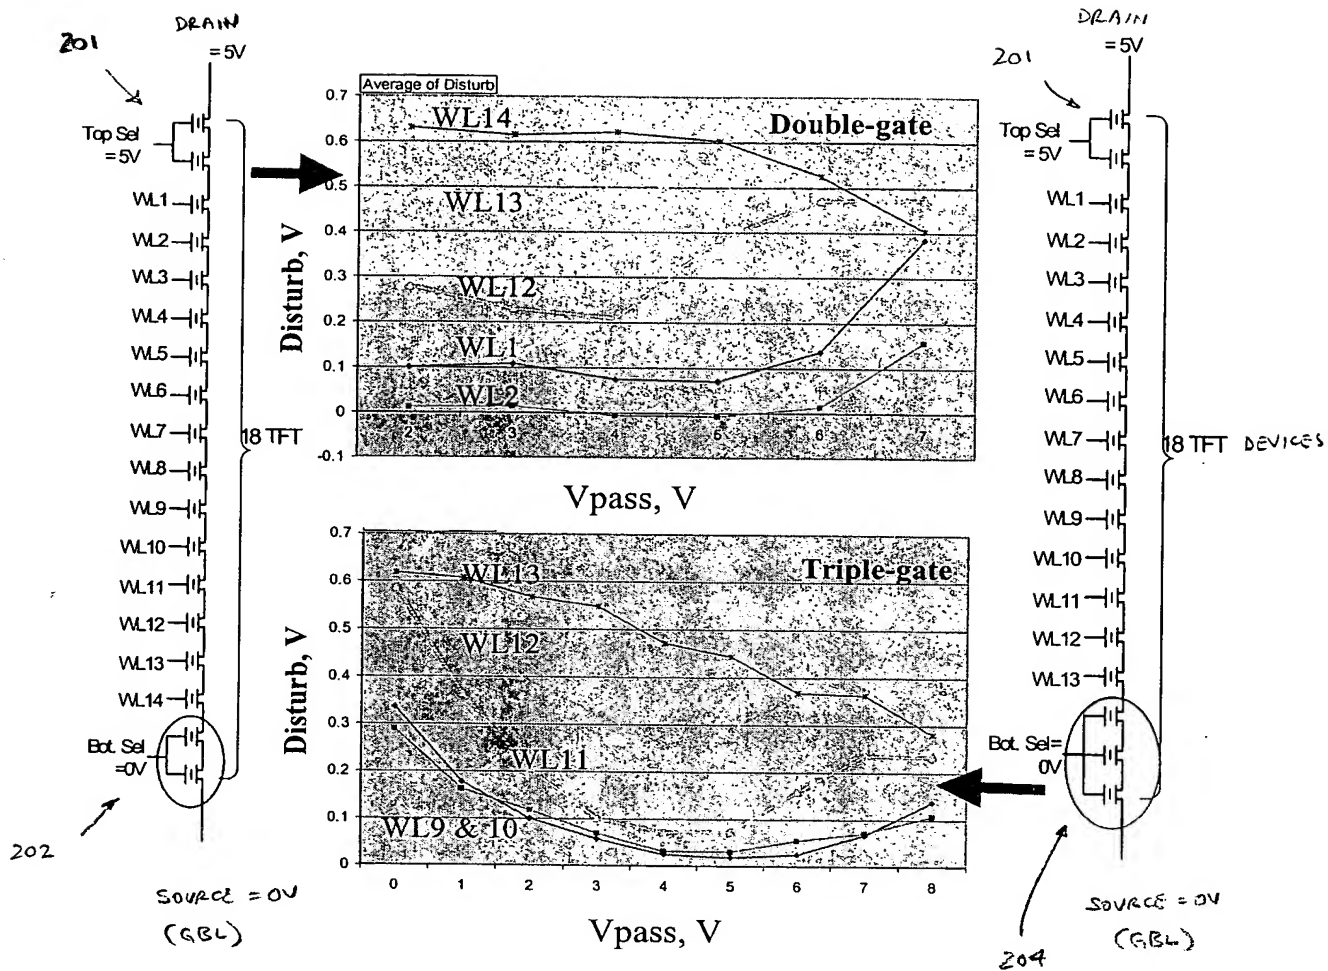 DRAIN
= 5V
201
Top Sel
= 5V
WL1
WL2
WL3
WL4
WL5
WL6
WL7
WL8
WL9
WL10
WL11
WL12
WL13
WL14
Bot. Sel
=0V
18 TFT
202
SOURCE = 0V
(GBL)
Average of Disturb
Double-gate
Disturb, V
0.7
0.6
0.5
0.4
0.3
0.2
0.1
0
-0.1
WL14
WL13
WL12
WL1
WL2
2 3 4 5 6 7
Vpass, V
Triple-gate
Disturb, V
0.7
0.6
0.5
0.4
0.3
0.2
0.1
0
WL13
WL12
WL11
WL9 & 10
0 1 2 3 4 5 6 7 8
Vpass, V
DRAIN
= 5V
201
Top Sel
= 5V
WL1
WL2
WL3
WL4
WL5
WL6
WL7
WL8
WL9
WL10
WL11
WL12
WL13
Bot. Sel=
0V
18 TFT DEVICES
204
SOURCE = 0V
(GBL)